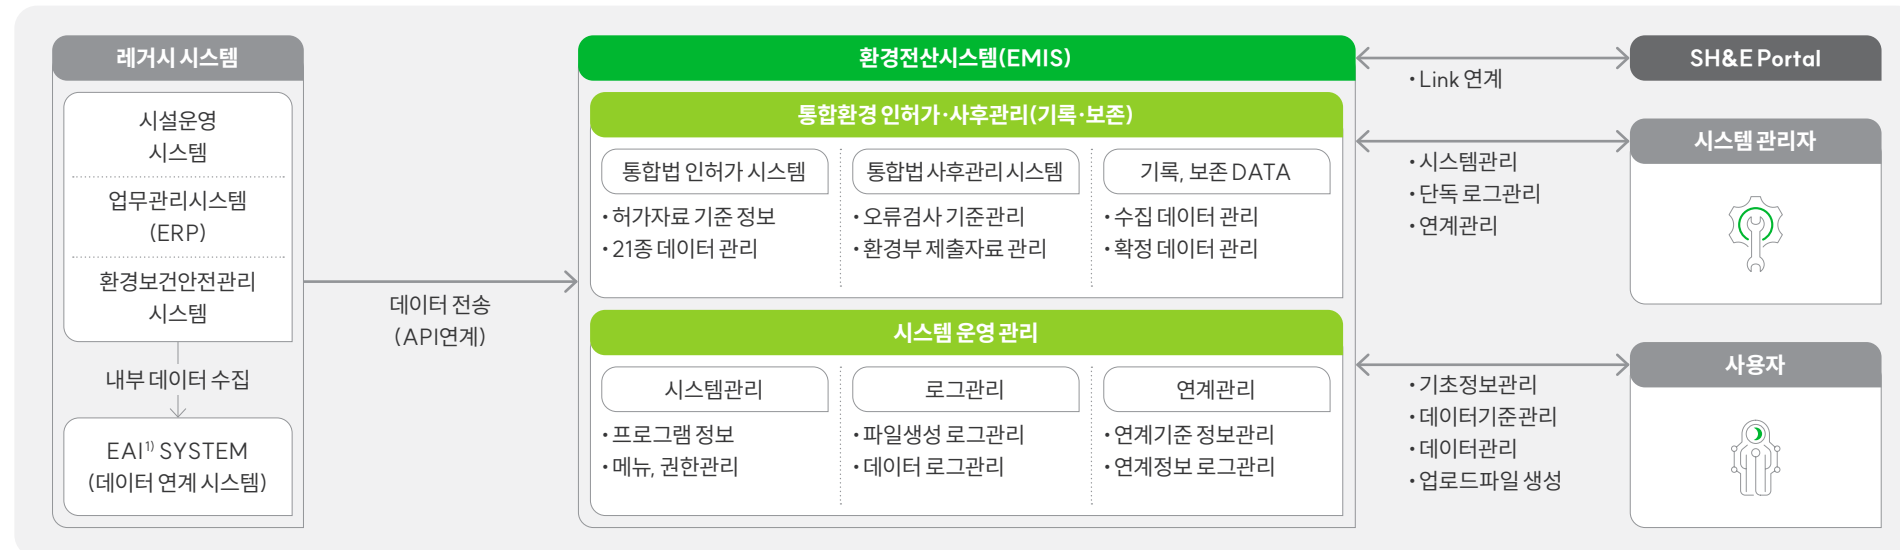 레거시 시스템
시설운영
시스템
업무관리시스템
(ERP)
환경보건안전관리
시스템
내부 데이터 수집
EAI¹⁾ SYSTEM
(데이터 연계 시스템)
데이터 전송
(API연계)
환경전산시스템(EMIS)
통합환경 인허가·사후관리(기록·보존)
통합법 인허가 시스템
•허가자료 기준 정보
•21종 데이터 관리
통합법 사후관리 시스템
•오류검사 기준관리
•환경부 제출자료 관리
기록, 보존 DATA
•수집 데이터 관리
•확정 데이터 관리
시스템 운영 관리
시스템관리
•프로그램 정보
•메뉴, 권한관리
로그관리
•파일생성 로그관리
•데이터 로그관리
연계관리
•연계기준 정보관리
•연계정보 로그관리
•Link 연계
SH&E Portal
•시스템관리
•단독 로그관리
•연계관리
시스템 관리자
•기초정보관리
•데이터기준관리
•데이터관리
•업로드파일 생성
사용자